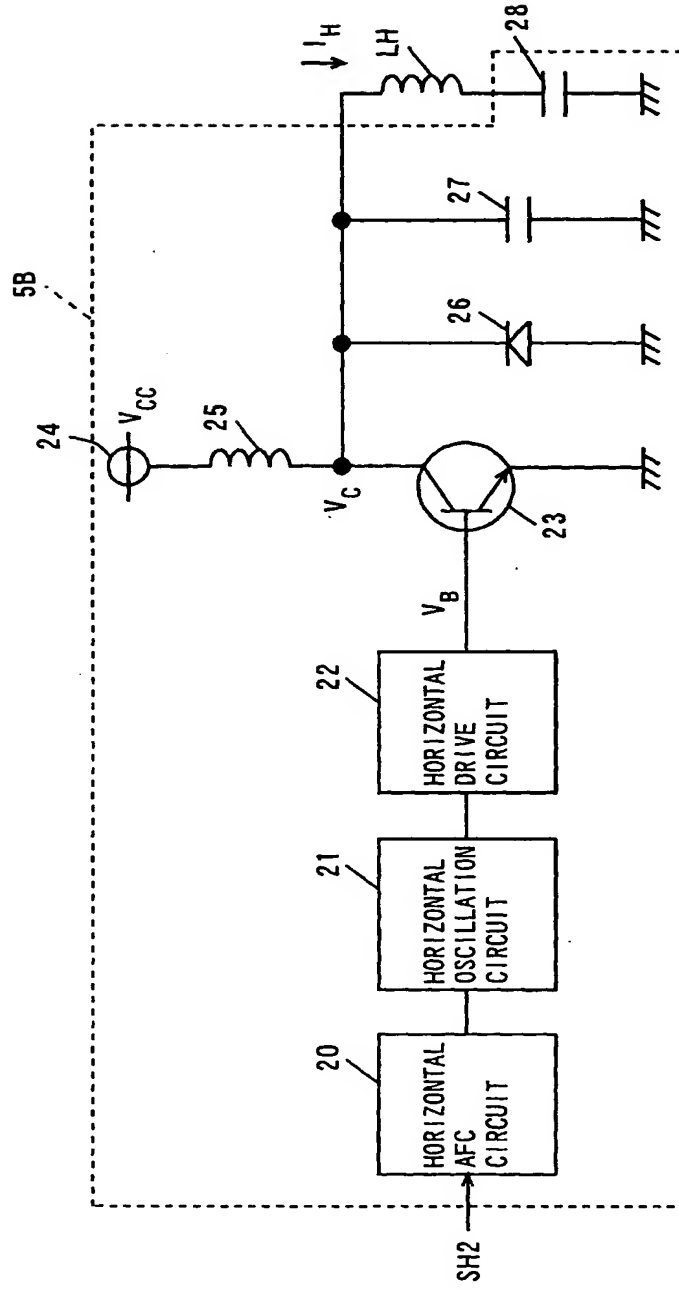 5B
24
V_CC
25
V_C
I_H
LH
28
27
26
23
V_B
22
HORIZONTAL
DRIVE
CIRCUIT
21
HORIZONTAL
OSCILLATION
CIRCUIT
20
HORIZONTAL
AFC
CIRCUIT
SH2